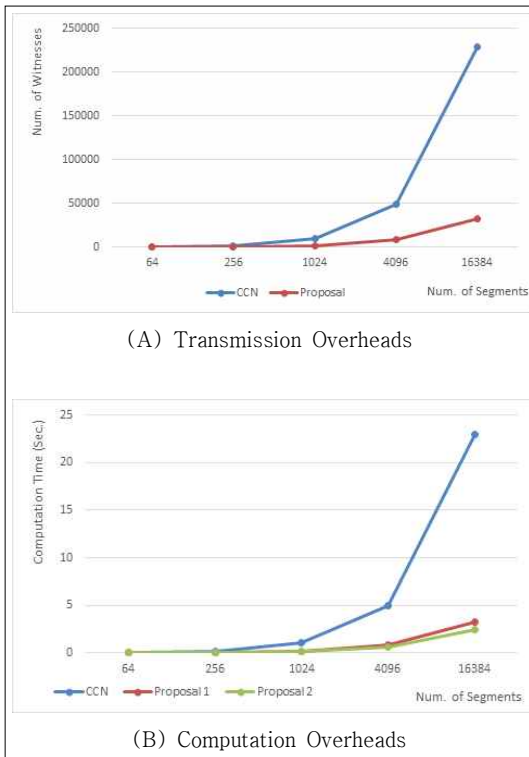 250000
200000
150000
100000
50000
0
Num. of Witnesses
64 256 1024 4096 16384
CCN Proposal Num. of Segments
(A) Transmission Overheads
25
20
15
10
5
0
Computation Time (Sec.)
64 256 1024 4096 16384
CCN Proposal 1 Proposal 2 Num. of Segments
(B) Computation Overheads